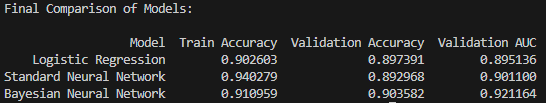 Final Comparison of Models:
Model Train Accuracy Validation Accuracy Validation AUC
Logistic Regression 0.902603 0.897391 0.895136
Standard Neural Network 0.940279 0.892968 0.901100
Bayesian Neural Network 0.910959 0.903582 0.921164